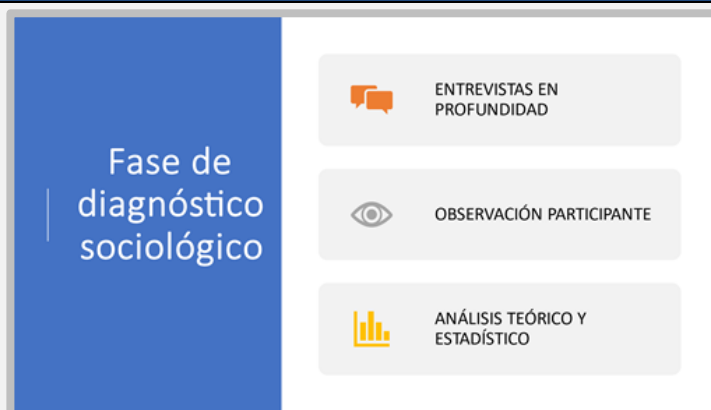 Fase de
diagnóstico
sociológico
ENTREVISTAS EN
PROFUNDIDAD
OBSERVACIÓN PARTICIPANTE
ANÁLISIS TEÓRICO Y
ESTADÍSTICO